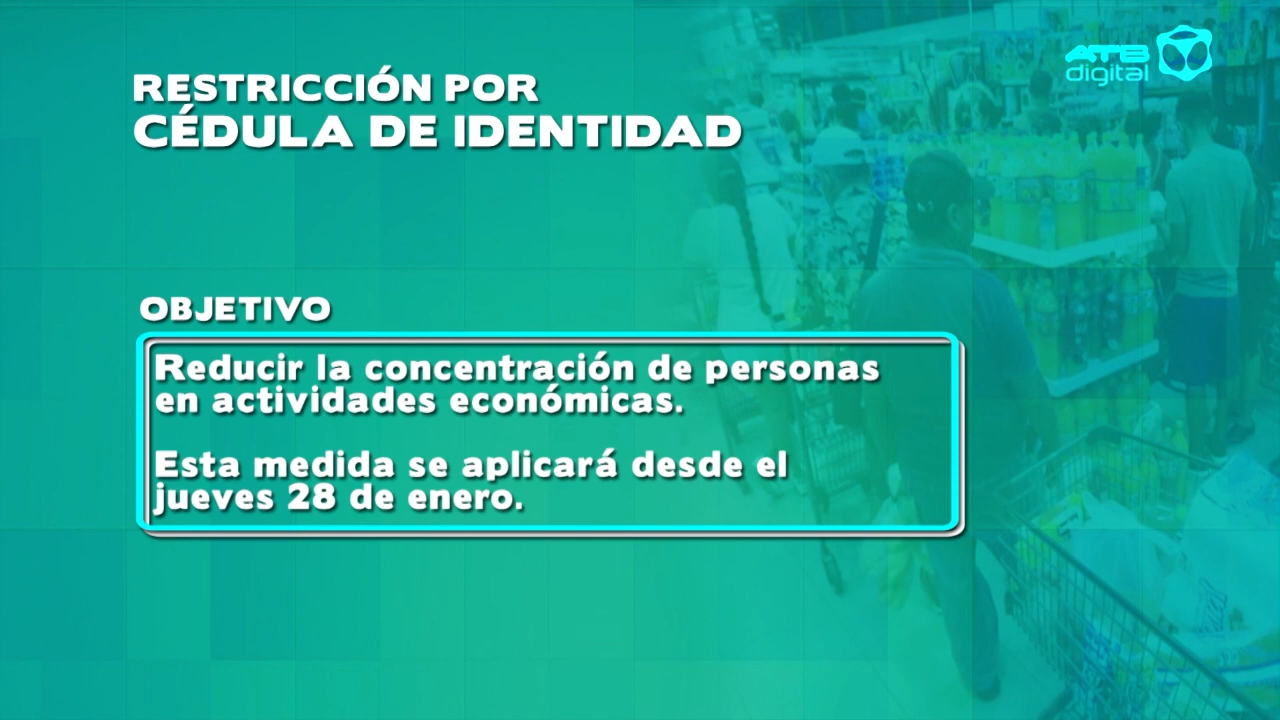 ATB
digital
RESTRICCIÓN POR
CÉDULA DE IDENTIDAD
OBJETIVO
Reducir la concentración de personas
en actividades económicas.
Esta medida se aplicará desde el
jueves 28 de enero.